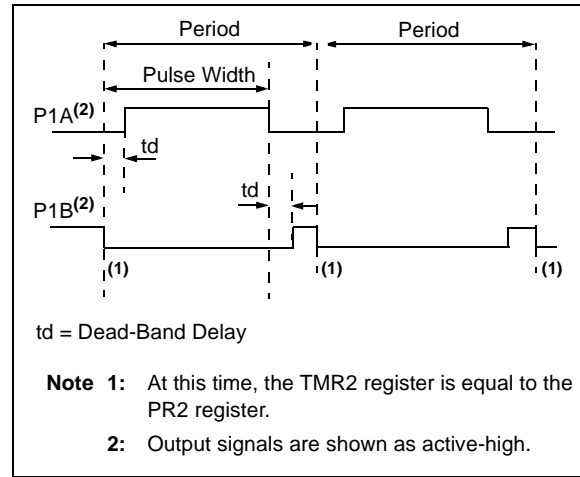 Period Period
Pulse Width
P1A(2)
td
td
P1B(2)
(1) (1) (1)
td = Dead-Band Delay
Note 1: At this time, the TMR2 register is equal to the
PR2 register.
2: Output signals are shown as active-high.